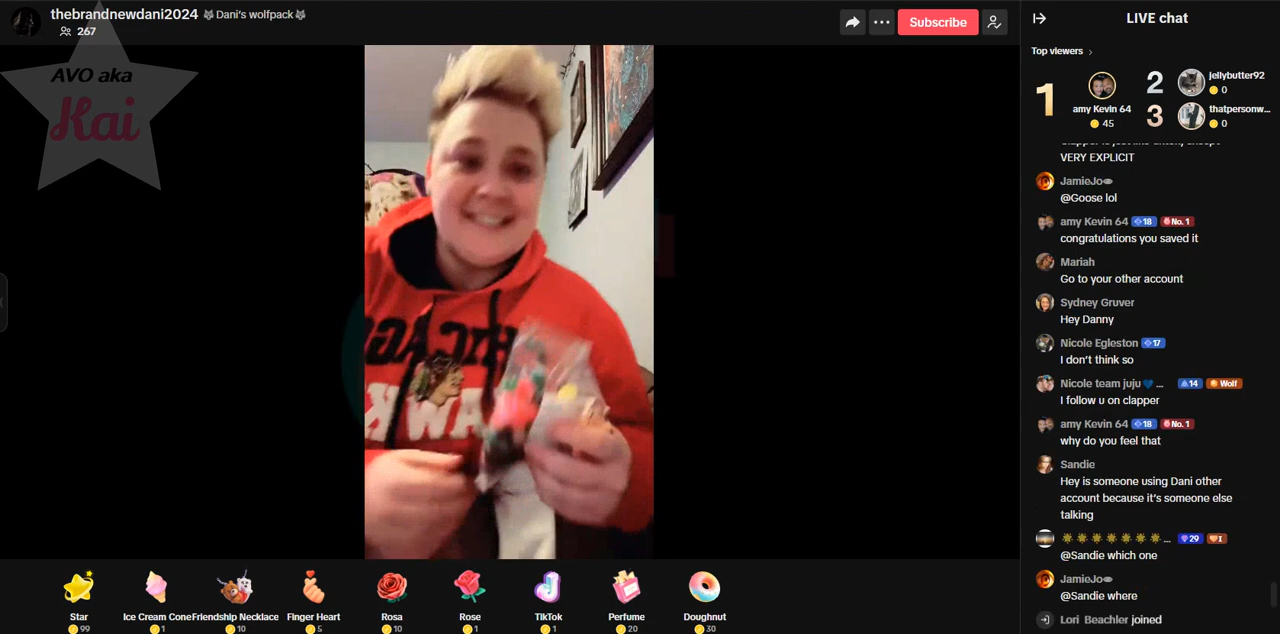 thebrandnewdani2024 🐺 Dani's wolfpack🐺
267
Subscribe
AVO aka
Kai
LIVE chat
Top viewers
1
amy Kevin 64
45
2
jellybutter92
0
3
thatpersonw...
0
VERY EXPLICIT
JamieJo
@Goose lol
amy Kevin 64 18 No. 1
congratulations you saved it
Mariah
Go to your other account
Sydney Gruver
Hey Danny
Nicole Egleston 17
I don't think so
Nicole team juju💙 ... 14 Wolf
I follow u on clapper
amy Kevin 64 18 No. 1
why do you feel that
Sandie
Hey is someone using Dani other
account because it's someone else
talking
... 29 I
@Sandie which one
JamieJo
@Sandie where
Lori Beachler joined
Star
99
Ice Cream Cone
1
Friendship Necklace
10
Finger Heart
5
Rosa
10
Rose
1
TikTok
1
Perfume
20
Doughnut
30